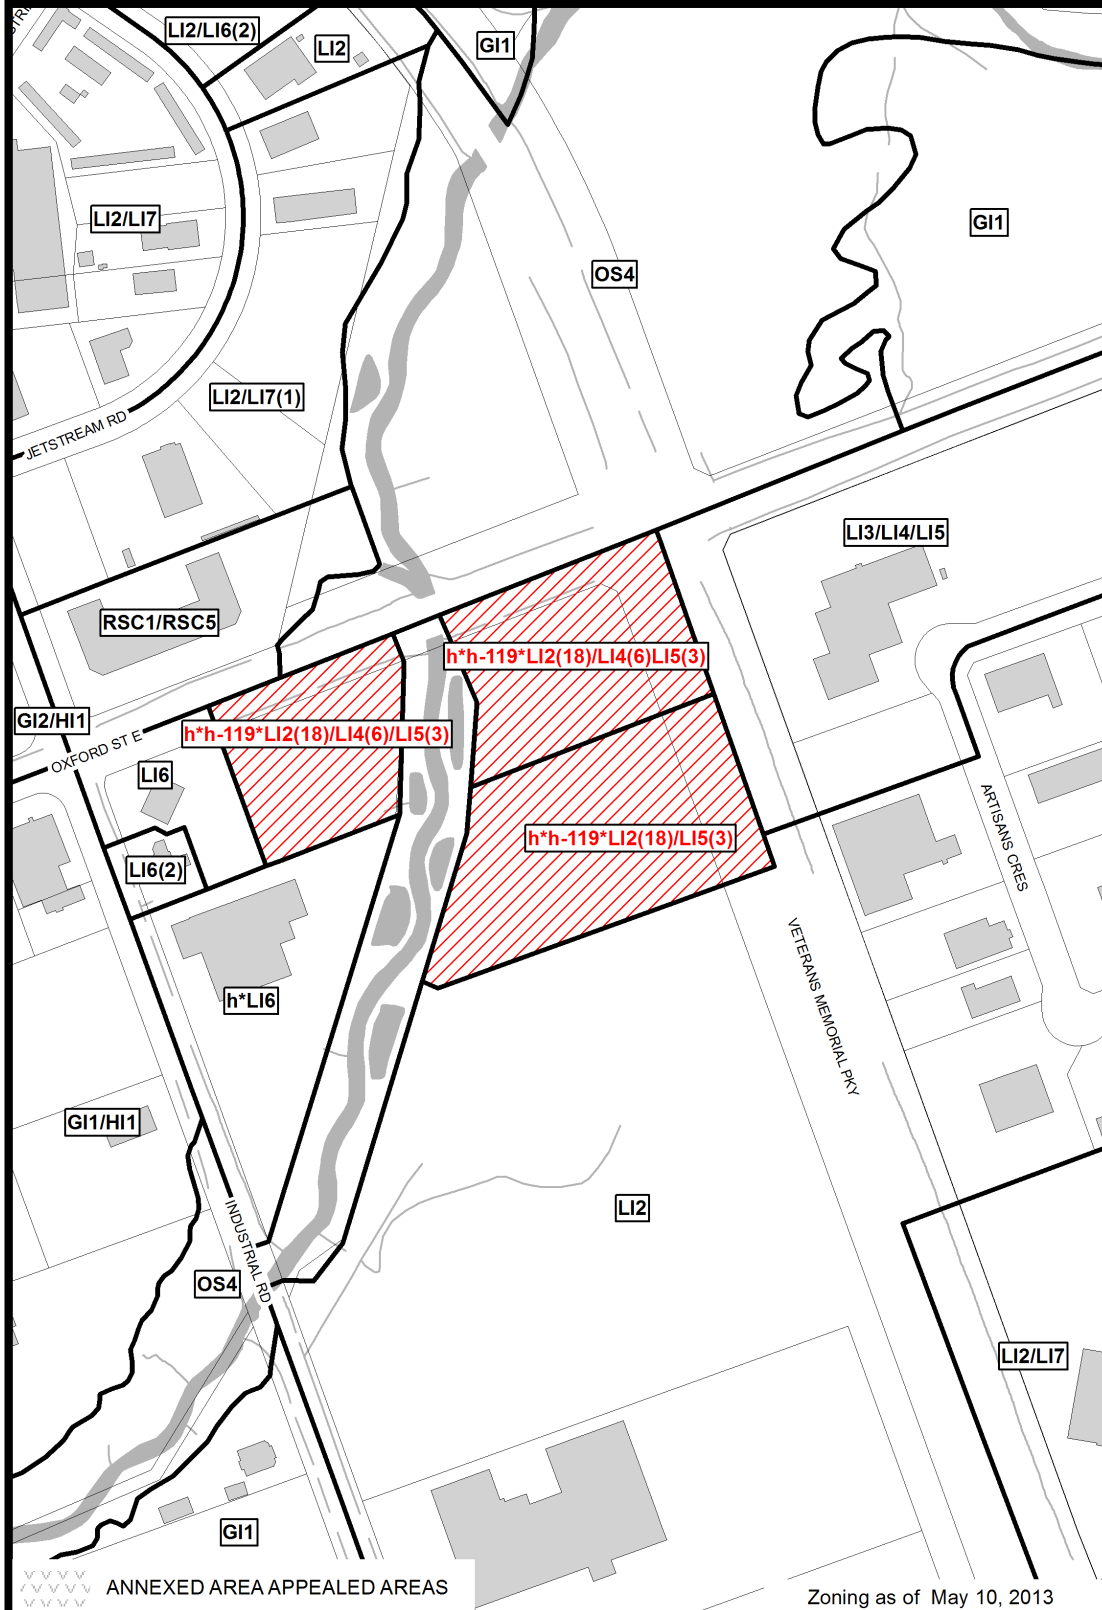 LI2/LI6(2)
LI2
GI1
LI2/LI7
GI1
OS4
LI2/LI7(1)
JETSTREAM RD
LI3/LI4/LI5
RSC1/RSC5
h*h-119*LI2(18)/LI4(6)LI5(3)
GI2/HI1
h*h-119*LI2(18)/LI4(6)/LI5(3)
OXFORD ST E
LI6
h*h-119*LI2(18)/LI5(3)
ARTISANS CRES
LI6(2)
VETERANS MEMORIAL PKY
h*LI6
GI1/HI1
LI2
INDUSTRIAL RD
OS4
LI2/LI7
GI1
ANNEXED AREA APPEALED AREAS
Zoning as of May 10, 2013